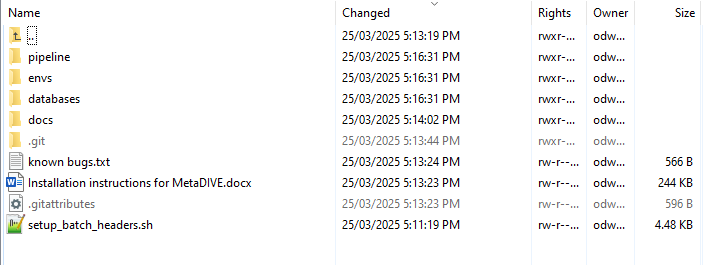 Name Changed Rights Owner Size
.. 25/03/2025 5:13:19 PM rwxr-... odw...
pipeline 25/03/2025 5:16:31 PM rwxr-... odw...
envs 25/03/2025 5:16:31 PM rwxr-... odw...
databases 25/03/2025 5:16:31 PM rwxr-... odw...
docs 25/03/2025 5:14:02 PM rwxr-... odw...
.git 25/03/2025 5:13:44 PM rwxr-... odw...
known bugs.txt 25/03/2025 5:13:24 PM rw-r--... odw... 566 B
Installation instructions for MetaDIVE.docx 25/03/2025 5:13:23 PM rw-r--... odw... 244 KB
.gitattributes 25/03/2025 5:13:23 PM rw-r--... odw... 596 B
setup_batch_headers.sh 25/03/2025 5:11:19 PM rw-r--... odw... 4.48 KB